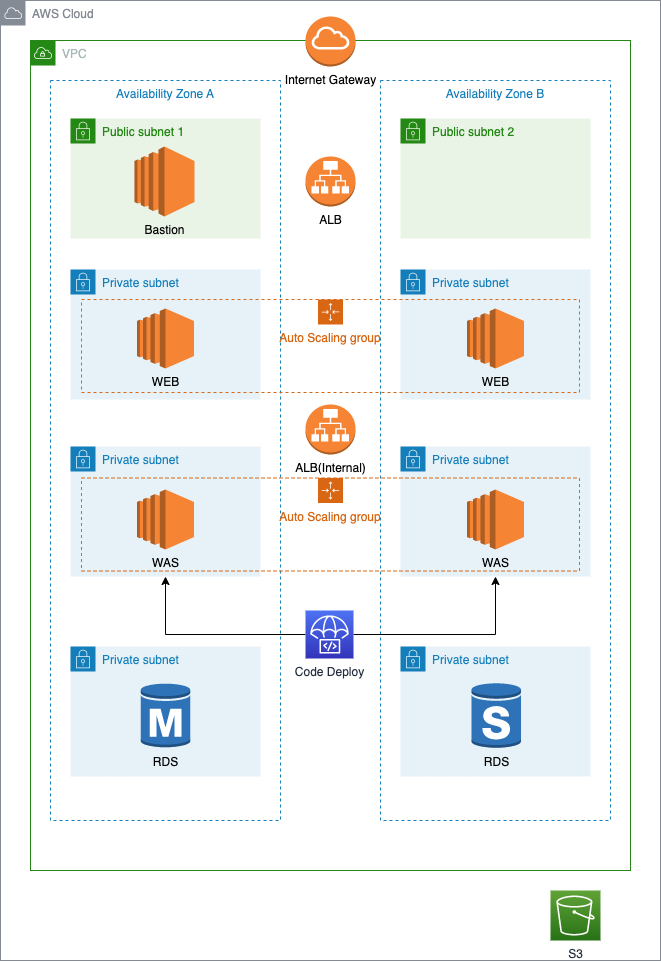 AWS Cloud
VPC
Internet Gateway
Availability Zone A
Availability Zone B
Public subnet 1
Public subnet 2
Bastion
ALB
Private subnet
Private subnet
Auto Scaling group
WEB
WEB
ALB(Internal)
Private subnet
Private subnet
Auto Scaling group
WAS
WAS
Code Deploy
Private subnet
Private subnet
M
S
RDS
RDS
S3